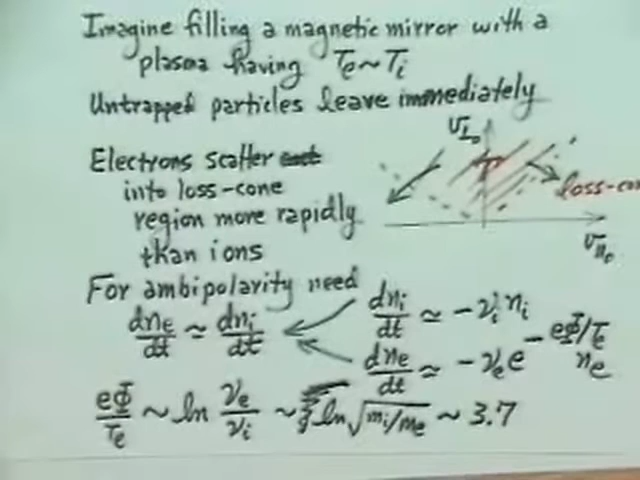 Imagine filling a magnetic mirror with a
plasma having Te ~ Ti
Untrapped particles leave immediately
v⊥o
Electrons scatter
into loss-cone
region more rapidly
than ions
loss-con
v∥o
For ambipolarity need
dne/dt ≃ dni/dt
dni/dt ≃ -νi ni
dne/dt ≃ -νe e^(-eΦ/Te) ne
eΦ/Te ~ ln νe/νi ~ ln √(mi/me) ~ 3.7